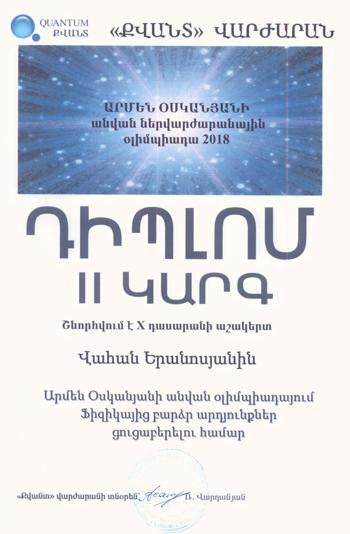 QUANTUM
ՔՎԱՆՏ
«ՔՎԱՆՏ» ՎԱՐԺԱՐԱՆ
ԱՐՄԵՆ ՕՍԿԱՆՅԱՆԻ
անվան ներվարժարանային
օլիմպիադա 2018
ԴԻՊԼՈՄ
II ԿԱՐԳ
Շնորհվում է X դասարանի աշակերտ
Վահան Երանոսյանին
Արմեն Օսկանյանի անվան օլիմպիադայում
Ֆիզիկայից բարձր արդյունքներ
ցուցաբերելու համար
«Քվանտ» վարժարանի տնօրեն՝
Վարդանյան